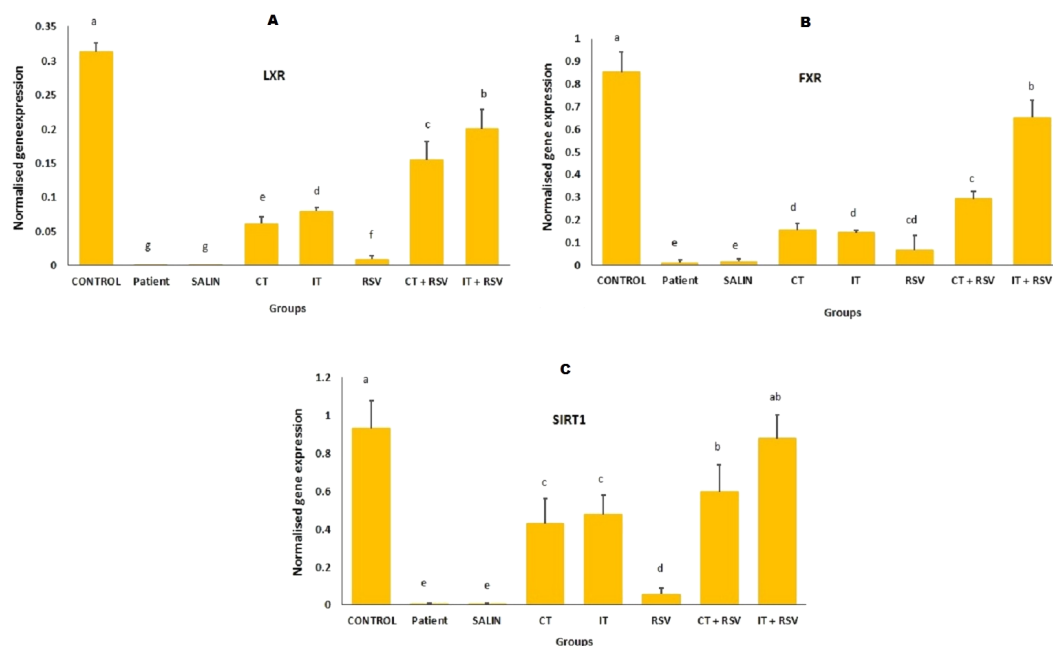 A
a
0.35
0.3
0.25
0.2
0.15
0.1
0.05
0
Normalised geneexpression
LXR
g
g
e
d
f
c
b
CONTROL Patient SALIN CT IT RSV CT + RSV IT + RSV
Groups
B
a
1
0.9
0.8
0.7
0.6
0.5
0.4
0.3
0.2
0.1
0
Normalised gene expression
FXR
e
e
d
d
cd
c
b
CONTROL Patient SALIN CT IT RSV CT + RSV IT + RSV
Groups
C
a
1.2
1
0.8
0.6
0.4
0.2
0
Normalised gene expression
SIRT1
e
e
c
c
d
b
ab
CONTROL Patient SALIN CT IT RSV CT + RSV IT + RSV
Groups